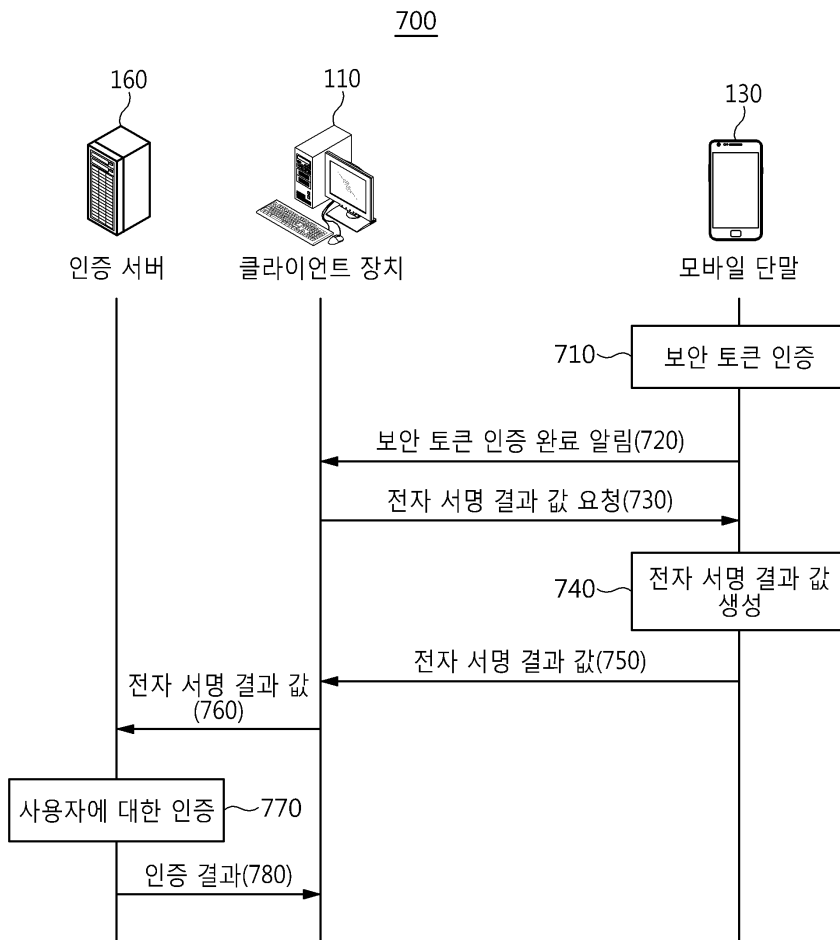 700
160
110
130
인증 서버
클라이언트 장치
모바일 단말
710
보안 토큰 인증
보안 토큰 인증 완료 알림(720)
전자 서명 결과 값 요청(730)
740
전자 서명 결과 값
생성
전자 서명 결과 값(750)
전자 서명 결과 값
(760)
사용자에 대한 인증
770
인증 결과(780)